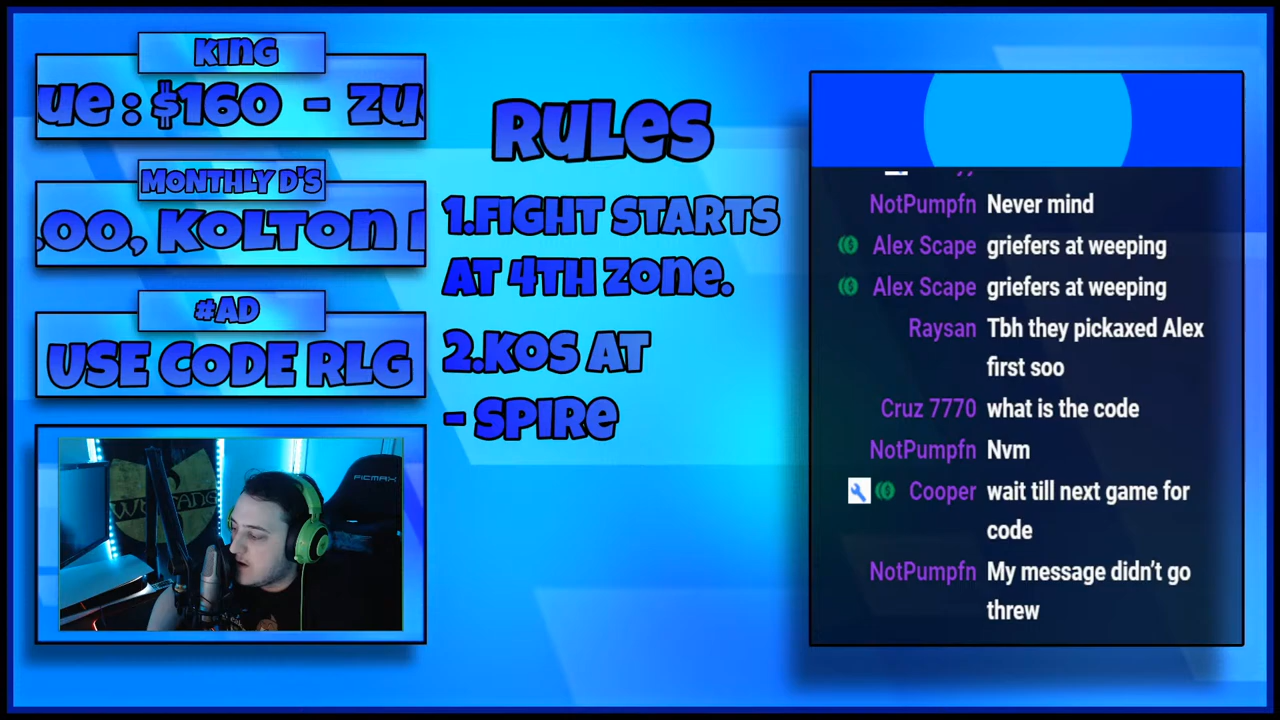 KING
UE : $160 - ZU
MONTHLY D'S
.00, KOLTON
#AD
USE CODE RLG
FICMAX
RULES
1.FIGHT STARTS
AT 4TH ZONE.
2.KOS AT
- SPIRE
NotPumpfn Never mind
Alex Scape griefers at weeping
Alex Scape griefers at weeping
Raysan Tbh they pickaxed Alex
first soo
Cruz 7770 what is the code
NotPumpfn Nvm
Cooper wait till next game for
code
NotPumpfn My message didn't go
threw